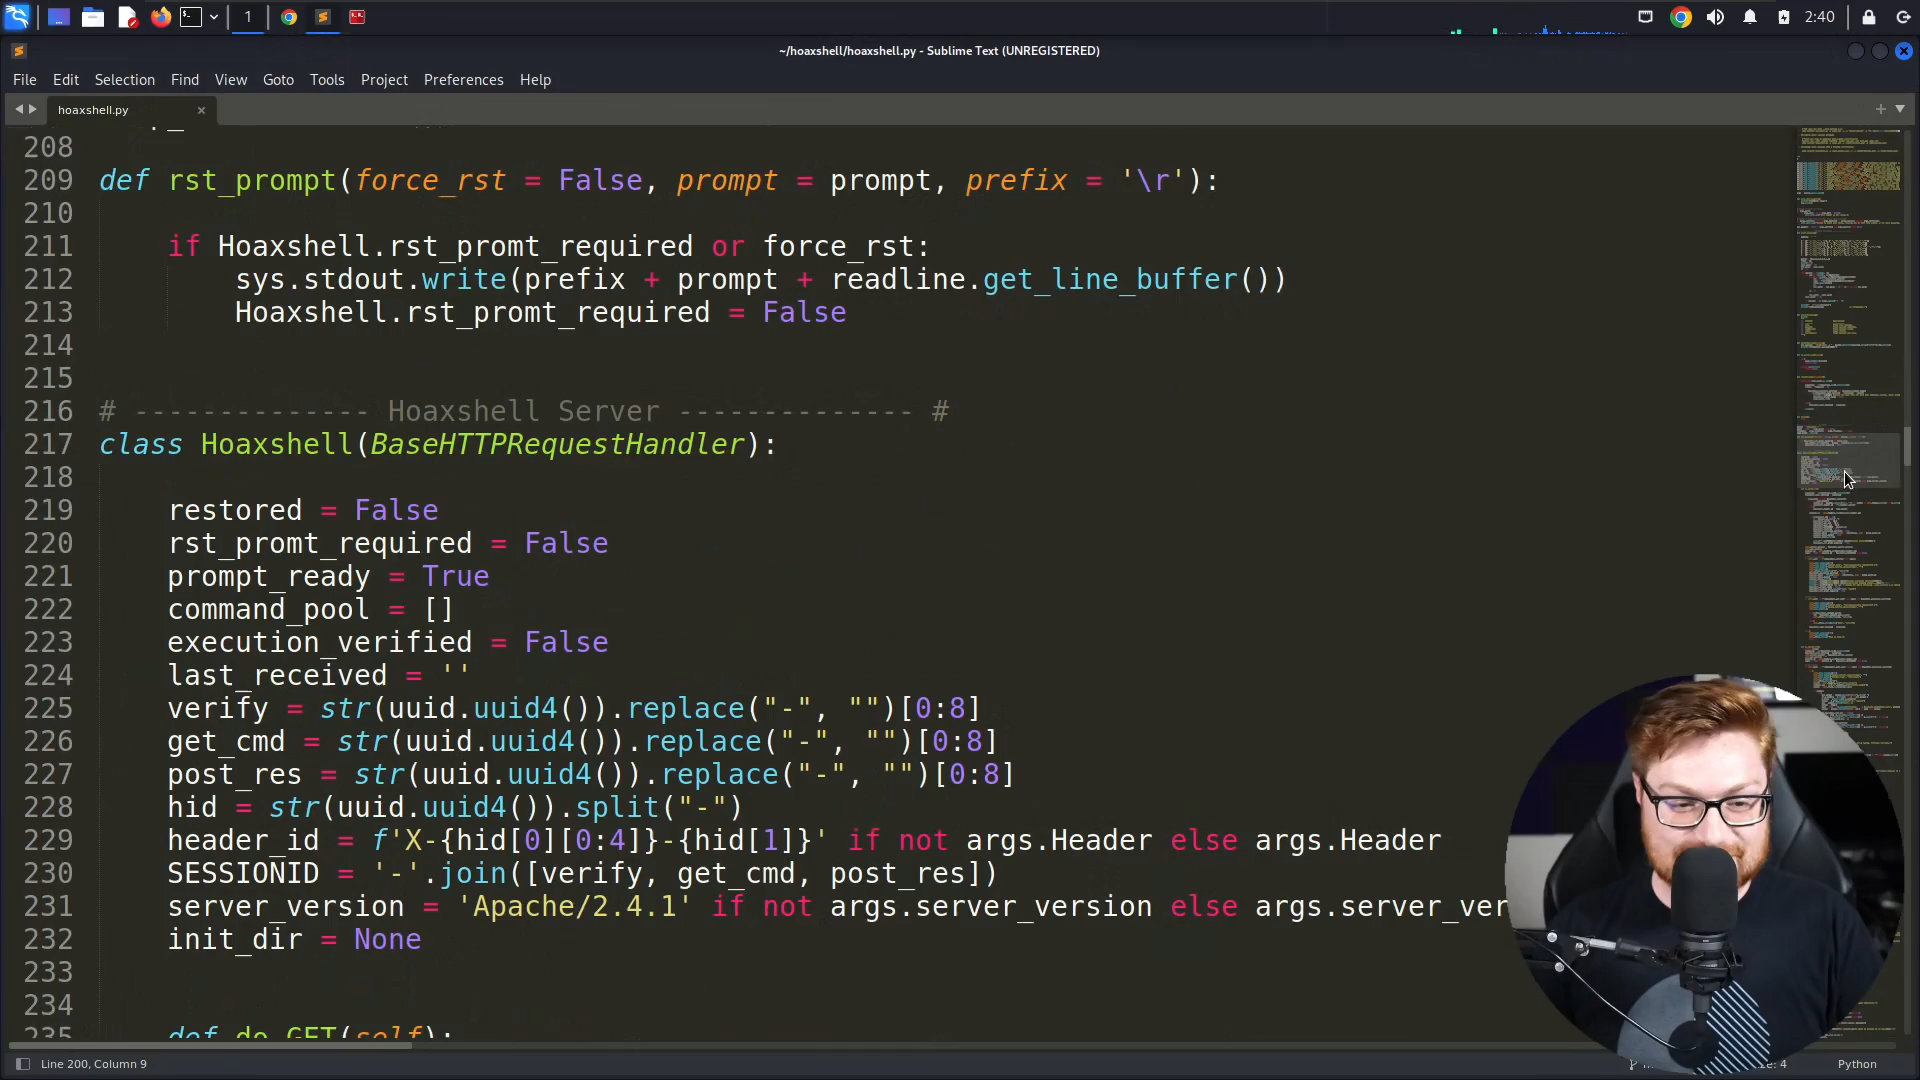 1
2:40
~/hoaxshell/hoaxshell.py - Sublime Text (UNREGISTERED)
File Edit Selection Find View Goto Tools Project Preferences Help
hoaxshell.py
208
209 def rst_prompt(force_rst = False, prompt = prompt, prefix = '\r'):
210
211 if Hoaxshell.rst_promt_required or force_rst:
212 sys.stdout.write(prefix + prompt + readline.get_line_buffer())
213 Hoaxshell.rst_promt_required = False
214
215
216 # -------------- Hoaxshell Server -------------- #
217 class Hoaxshell(BaseHTTPRequestHandler):
218
219 restored = False
220 rst_promt_required = False
221 prompt_ready = True
222 command_pool = []
223 execution_verified = False
224 last_received = ''
225 verify = str(uuid.uuid4()).replace("-", "")[0:8]
226 get_cmd = str(uuid.uuid4()).replace("-", "")[0:8]
227 post_res = str(uuid.uuid4()).replace("-", "")[0:8]
228 hid = str(uuid.uuid4()).split("-")
229 header_id = f'X-{hid[0][0:4]}-{hid[1]}' if not args.Header else args.Header
230 SESSIONID = '-'.join([verify, get_cmd, post_res])
231 server_version = 'Apache/2.4.1' if not args.server_version else args.server_ver
232 init_dir = None
233
234
235 def do_GET(self):
Line 200, Column 9
4
Python